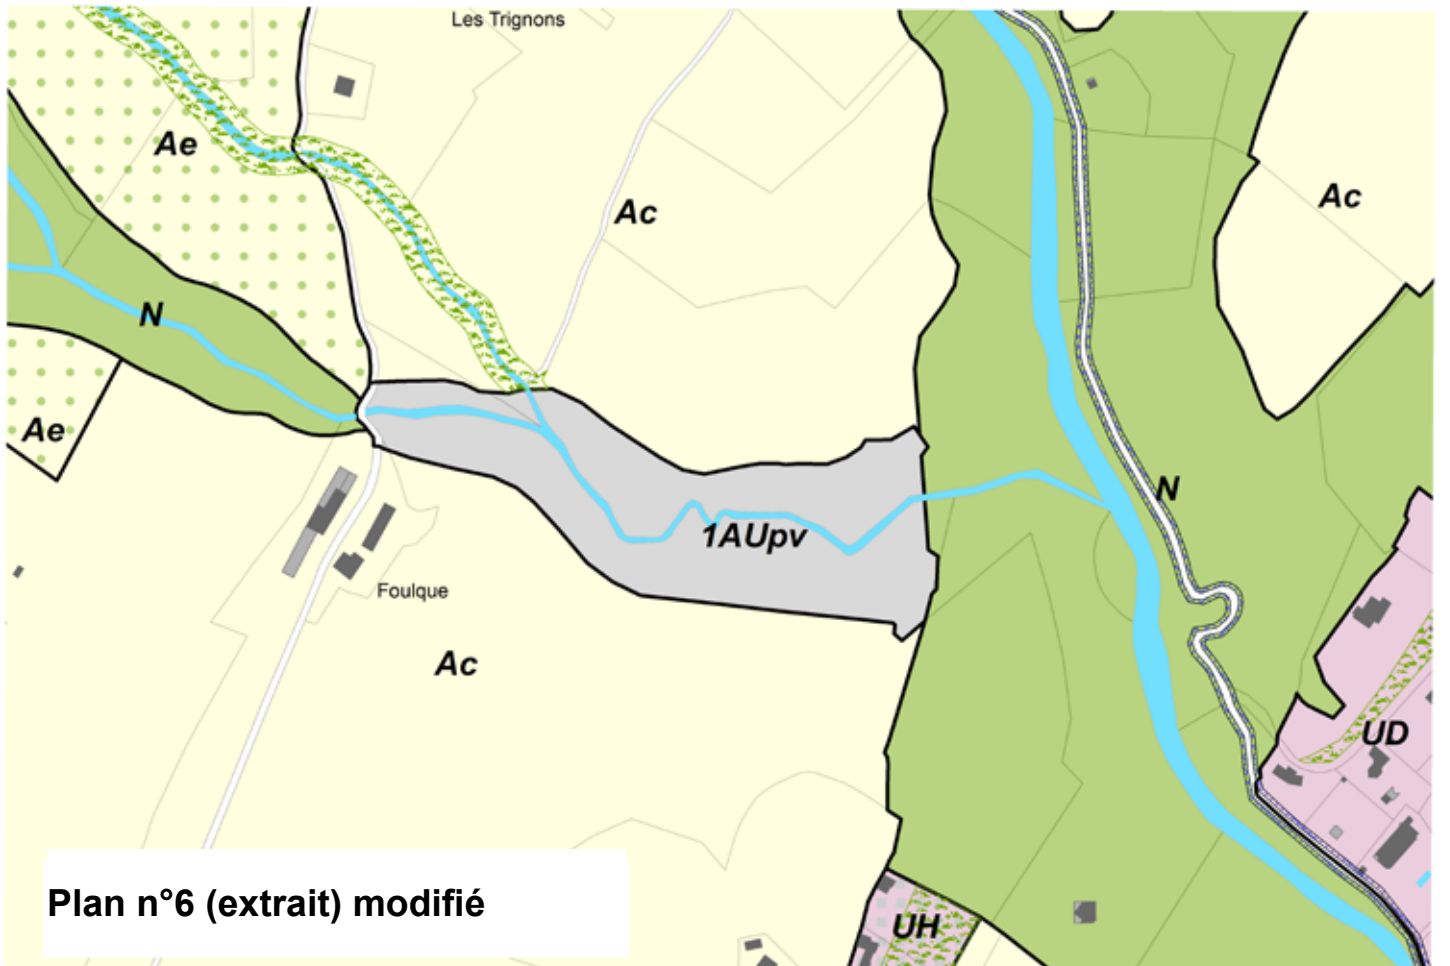 Les Trignons
Ae
Ac
Ac
N
Ae
N
1AUpv
Foulque
Ac
UD
UH
Plan n°6 (extrait) modifié